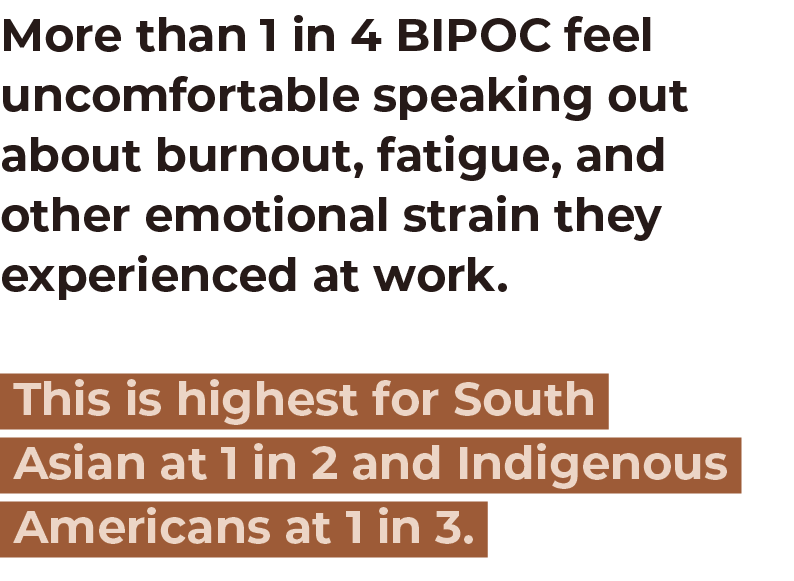 More than 1 in 4 BIPOC feel
uncomfortable speaking out
about burnout, fatigue, and
other emotional strain they
experienced at work.
This is highest for South
Asian at 1 in 2 and Indigenous
Americans at 1 in 3.